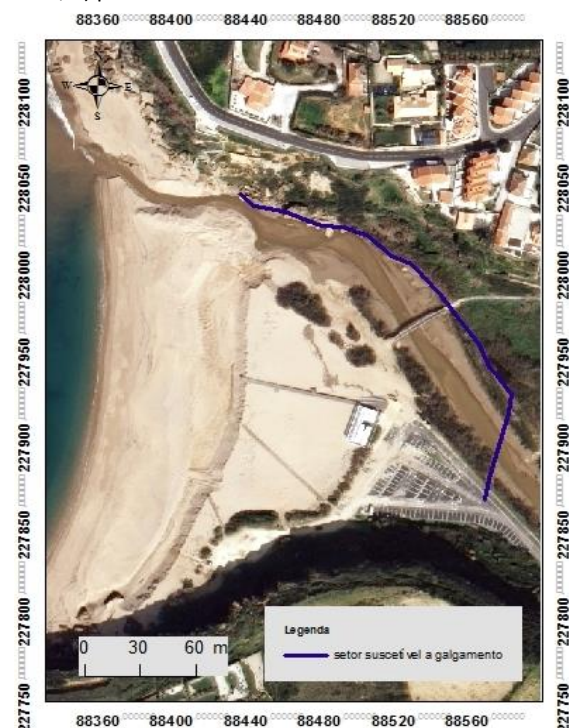 88360 88400 88440 88480 88520 88560
228100 228100
228050 228050
228000 228000
227950 227950
227900 227900
227850 227850
227800 227800
227750 227750
W E
S
0 30 60 m
Legenda
setor suscetível a galgamento
88360 88400 88440 88480 88520 88560